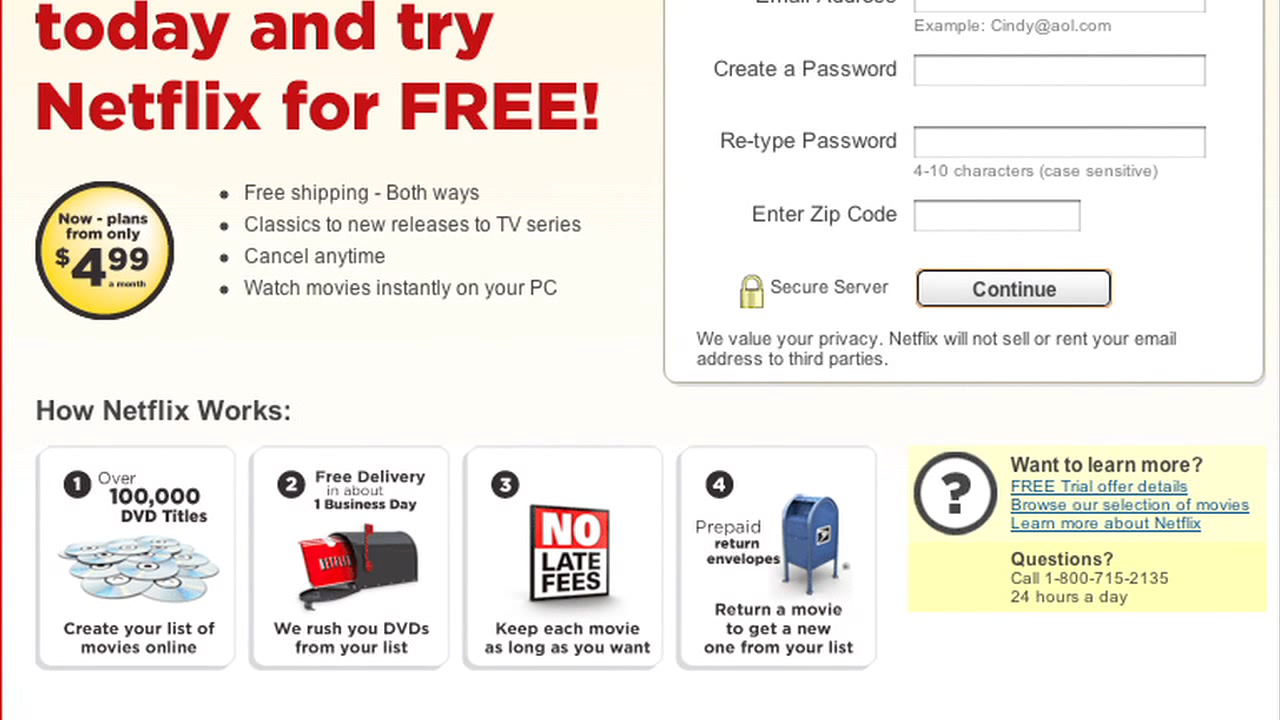 today and try
Netflix for FREE!
Now - plans
from only
$4.99
a month
Free shipping - Both ways
Classics to new releases to TV series
Cancel anytime
Watch movies instantly on your PC
Email Address
Example: Cindy@aol.com
Create a Password
Re-type Password
4-10 characters (case sensitive)
Enter Zip Code
Secure Server
Continue
We value your privacy. Netflix will not sell or rent your email
address to third parties.
How Netflix Works:
1 Over
100,000
DVD Titles
Create your list of
movies online
2 Free Delivery
in about
1 Business Day
NETFLIX
We rush you DVDs
from your list
3
NO
LATE
FEES
Keep each movie
as long as you want
4
Prepaid
return
envelopes
Return a movie
to get a new
one from your list
?
Want to learn more?
FREE Trial offer details
Browse our selection of movies
Learn more about Netflix
Questions?
Call 1-800-715-2135
24 hours a day